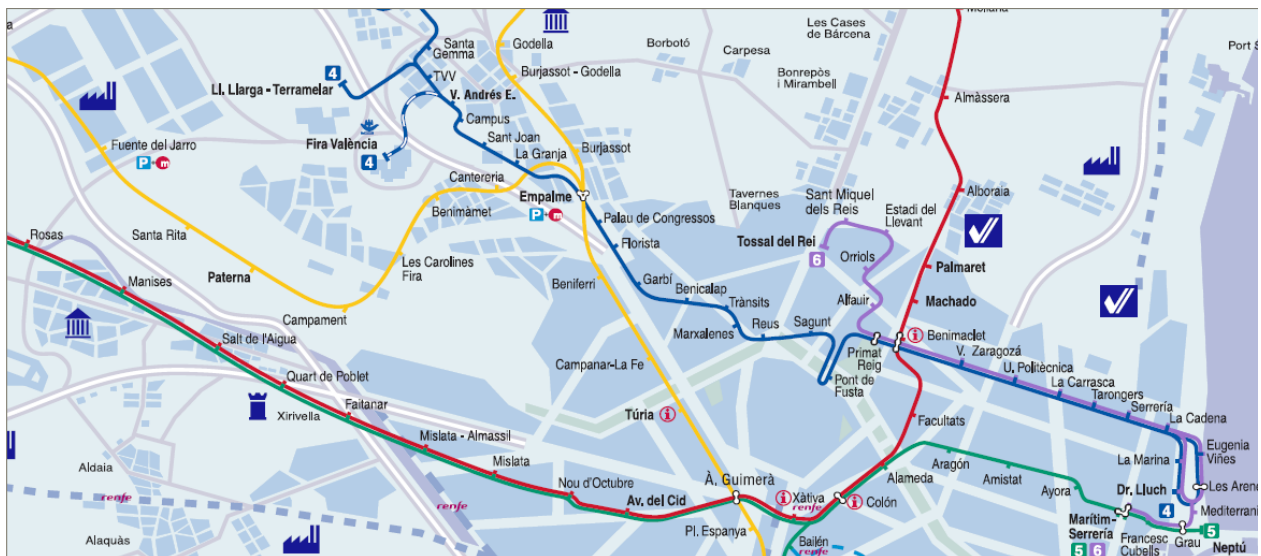 Godella
Les Cases
de Bàrcena
Santa
Gemma
Borbotó
Carpesa
Port S
TVV
4
Burjassot - Godella
Bonrepòs
i Mirambell
Ll. Llarga - Terramelar
V. Andrés E.
Almàssera
Campus
Fuente del Jarro
P m
Fira València
4
Sant Joan
La Granja
Burjassot
Cantereria
Empalme
P m
Benimàmet
Tavernes
Blanques
Sant Miquel
dels Reis
Alboraia
Estadi del
Llevant
Palau de Congressos
Santa Rita
Rosas
Florista
Tossal del Rei
6
Orriols
Les Carolines
Fira
Palmaret
Paterna
Manises
Beniferri
Garbí
Benicalap
Trànsits
Alfauir
Machado
Campament
Marxalenes
Reus
Sagunt
i Benimaclet
Salt de l'Aigua
Primat
Reig
V. Zaragozá
Campanar-La Fe
U. Politècnica
Quart de Poblet
Pont de
Fusta
La Carrasca
Tarongers
Xirivella
Faitanar
Túria i
Serrería
La Cadena
Facultats
Mislata - Almassil
Eugenia
Viñes
Mislata
Aragón
La Marina
Aldaia
Alameda
Amistat
Nou d'Octubre
À. Guimerà
Ayora
Dr. Lluch
4
Les Aren
renfe
renfe
Av. del Cid
i Xàtiva
renfe
i Colón
Marítim-
Serrería
5 6
Mediterrani
Alaquàs
Pl. Espanya
Bailén
renfe
Francesc
Cubells
Grau
5
Neptú